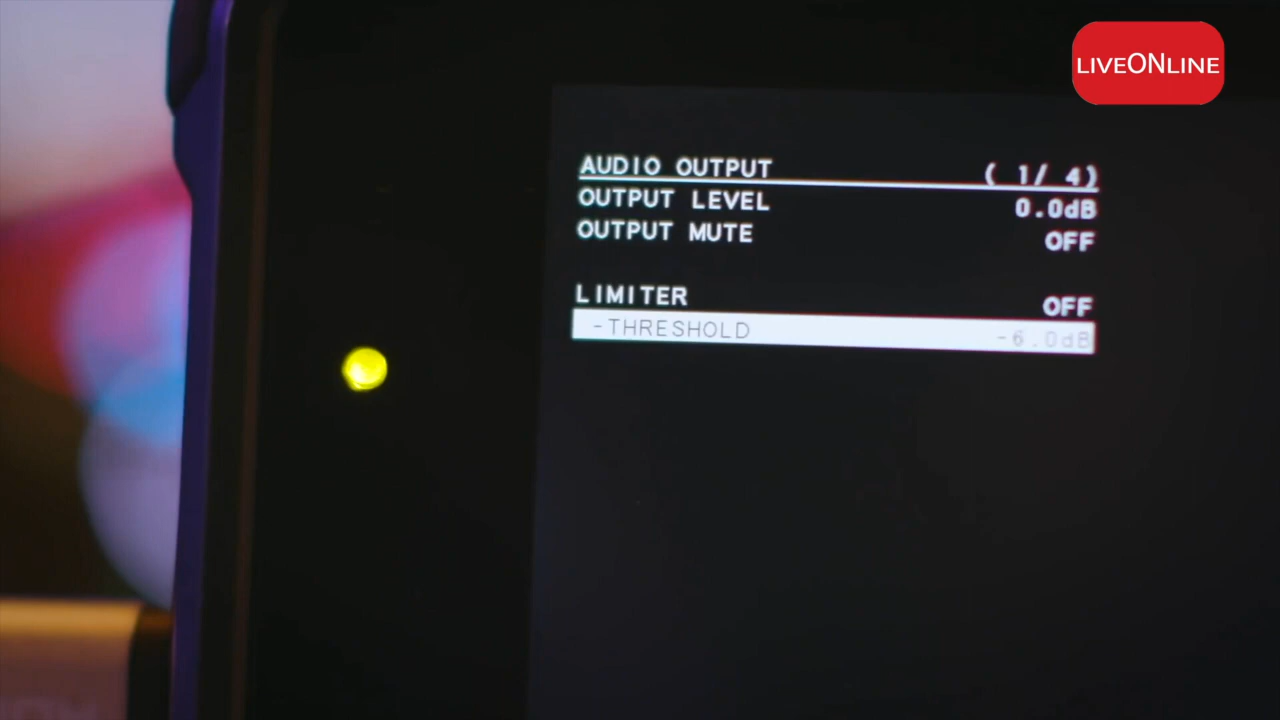 LIVEONLINE
AUDIO OUTPUT ( 1/ 4)
OUTPUT LEVEL 0.0dB
OUTPUT MUTE OFF
LIMITER OFF
-THRESHOLD -6.0dB